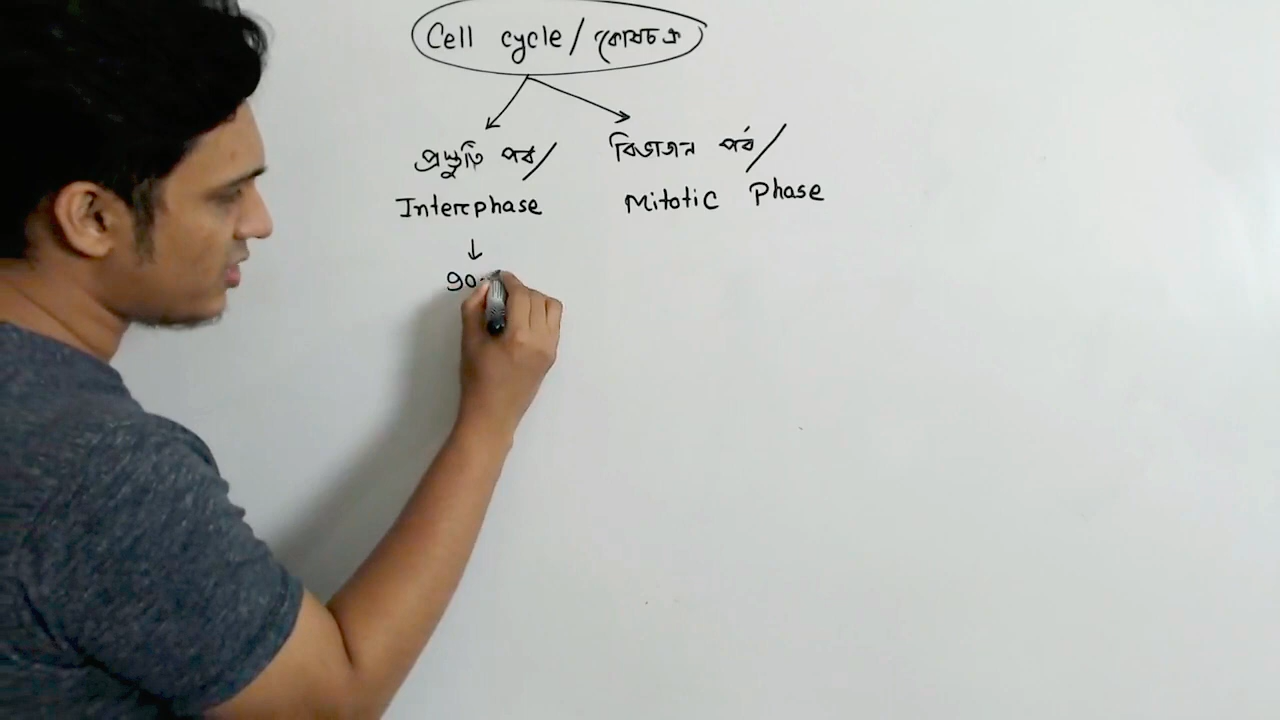 Cell cycle / কোষচক্র
প্রস্তুতি পর্ব /
Interphase
বিভাজন পর্ব /
Mitotic Phase
90